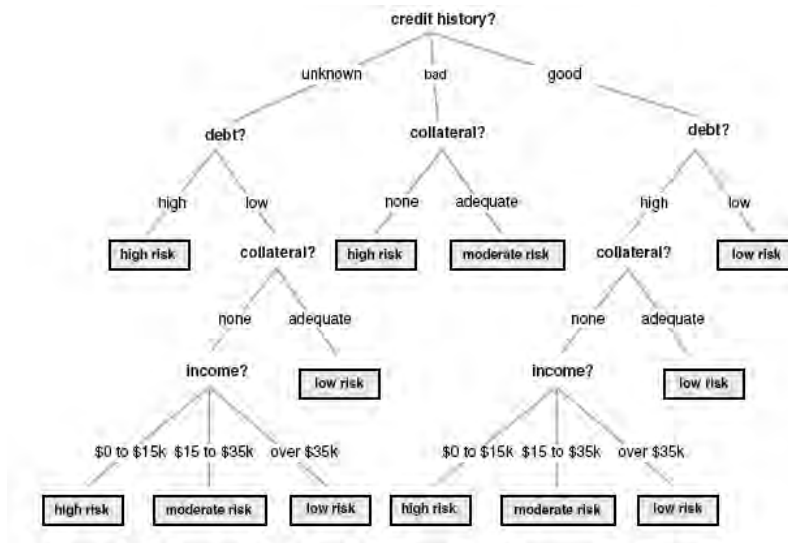 credit history?
unknown bad good
debt? collateral? debt?
high low none adequate high low
high risk collateral? high risk moderate risk collateral? low risk
none adequate none adequate
income? low risk income? low risk
$0 to $15k $15 to $35k over $35k $0 to $15k $15 to $35k over $35k
high risk moderate risk low risk high risk moderate risk low risk